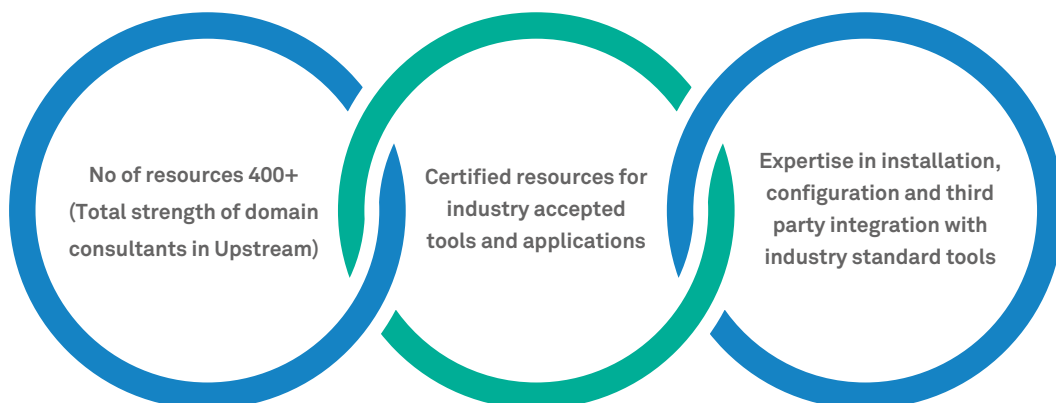 No of resources 400+
(Total strength of domain
consultants in Upstream)
Certified resources for
industry accepted
tools and applications
Expertise in installation,
configuration and third
party integration with
industry standard tools